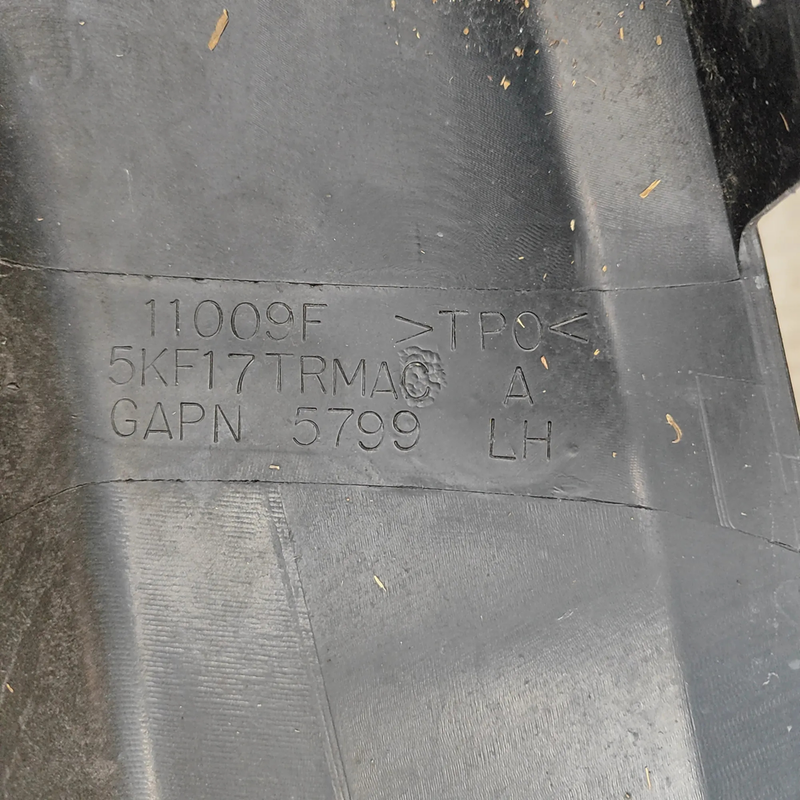 11009F >TPO<
5KF17TRMAC A
GAPN 5799 LH